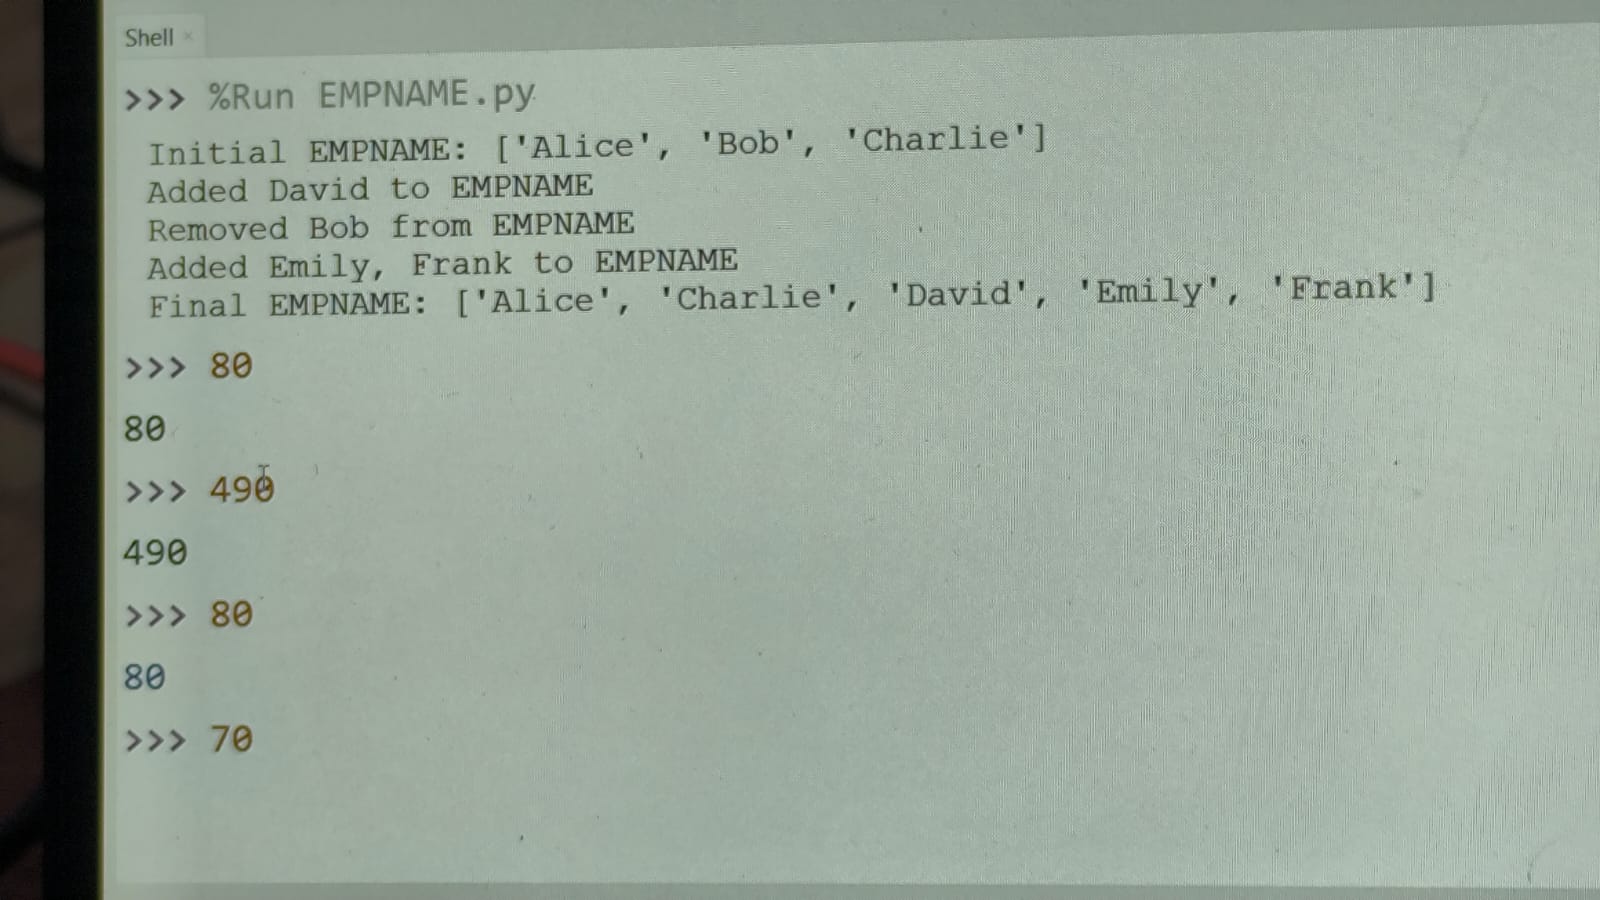 Shell ×
>>> %Run EMPNAME.py
Initial EMPNAME: ['Alice', 'Bob', 'Charlie']
Added David to EMPNAME
Removed Bob from EMPNAME
Added Emily, Frank to EMPNAME
Final EMPNAME: ['Alice', 'Charlie', 'David', 'Emily', 'Frank']
>>> 80
80
>>> 490
490
>>> 80
80
>>> 70